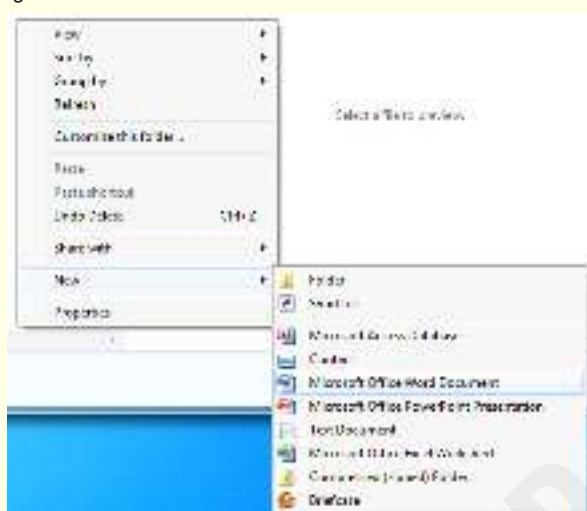 View
Sort by
Group by
Refresh
Customize this folder...
Select a file to preview.
Paste
Paste shortcut
Undo Delete Ctrl+Z
Share with
New
Properties
Folder
Shortcut
Microsoft Access Database
Contact
Microsoft Office Word Document
Microsoft Office PowerPoint Presentation
Text Document
Microsoft Office Excel Worksheet
Compressed (zipped) Folder
Briefcase